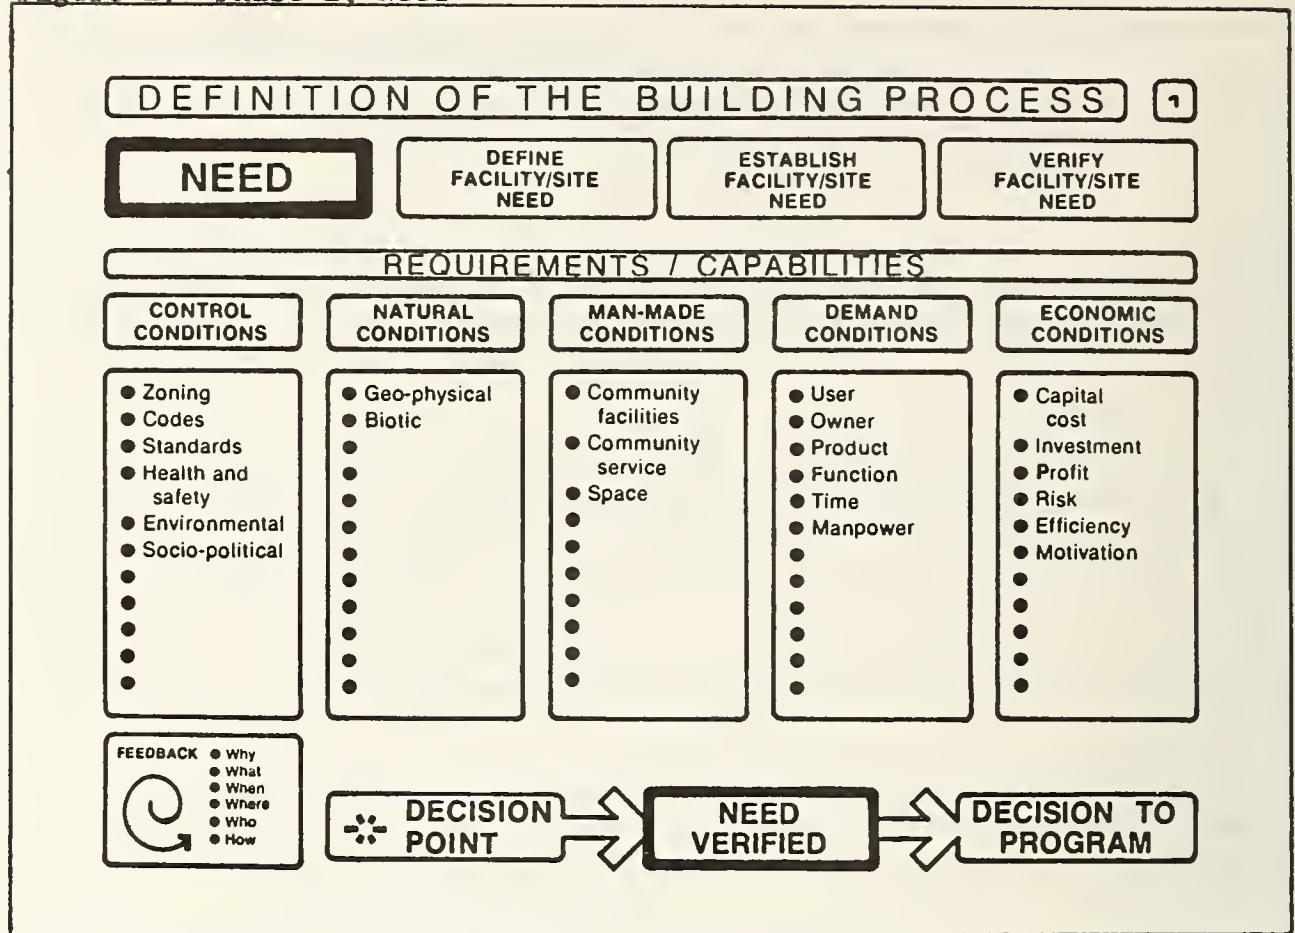 DEFINITION OF THE BUILDING PROCESS 1
NEED
DEFINE
FACILITY/SITE
NEED
ESTABLISH
FACILITY/SITE
NEED
VERIFY
FACILITY/SITE
NEED
REQUIREMENTS / CAPABILITIES
CONTROL
CONDITIONS
● Zoning
● Codes
● Standards
● Health and
safety
● Environmental
● Socio-political
●
●
●
●
●
NATURAL
CONDITIONS
● Geo-physical
● Biotic
●
●
●
●
●
●
●
●
●
●
MAN-MADE
CONDITIONS
● Community
facilities
● Community
service
● Space
●
●
●
●
●
●
●
DEMAND
CONDITIONS
● User
● Owner
● Product
● Function
● Time
● Manpower
●
●
●
●
●
●
ECONOMIC
CONDITIONS
● Capital
cost
● Investment
● Profit
● Risk
● Efficiency
● Motivation
●
●
●
●
●
FEEDBACK
● Why
● What
● When
● Where
● Who
● How
DECISION
POINT
NEED
VERIFIED
DECISION TO
PROGRAM